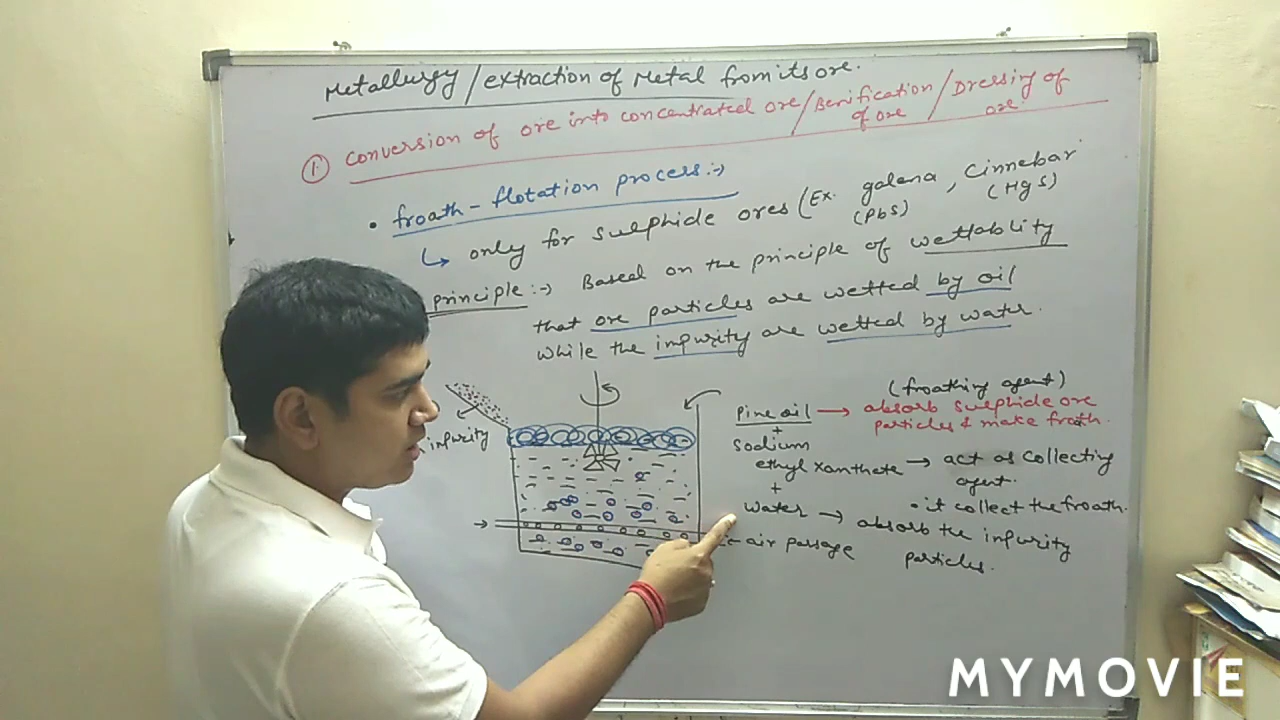 Metallurgy/extraction of Metal from its ore.
① Conversion of ore into concentrated ore/Benification of ore/Dressing of ore
• froath-flotation process:→
↳ only for sulphide ores (Ex. galena (PbS), Cinnebar (HgS)
principle:→ Based on the principle of wettablity
that ore particles are wetted by oil
while the impurity are wetted by water.
impurity
(froathing agent)
Pine oil → absorb sulphide ore
particles & make froath.
+
sodium
ethyl xanthate → act as collecting
agent.
+
• it collect the froath.
water → absorb the impurity
particles.
air passage
MYMOVIE